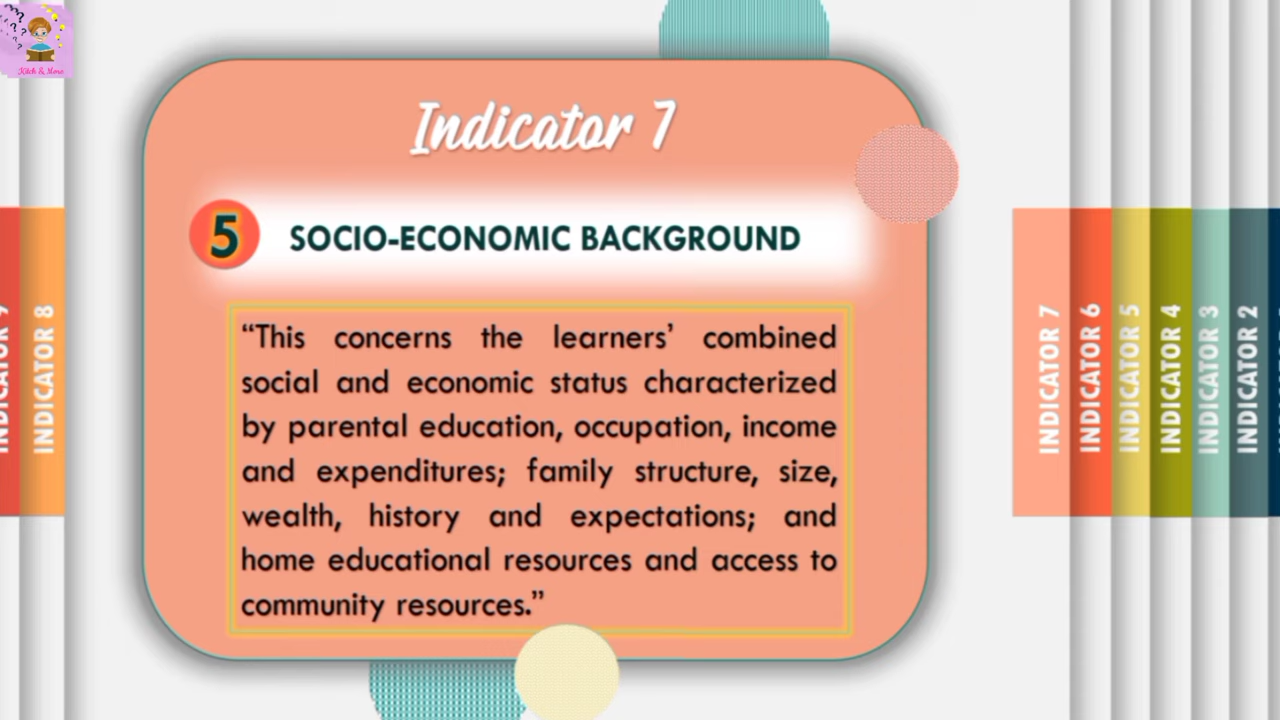 Kitch & More
Indicator 7
5 SOCIO-ECONOMIC BACKGROUND
“This concerns the learners’ combined
social and economic status characterized
by parental education, occupation, income
and expenditures; family structure, size,
wealth, history and expectations; and
home educational resources and access to
community resources.”
INDICATOR 8
INDICATOR 7
INDICATOR 6
INDICATOR 5
INDICATOR 4
INDICATOR 3
INDICATOR 2